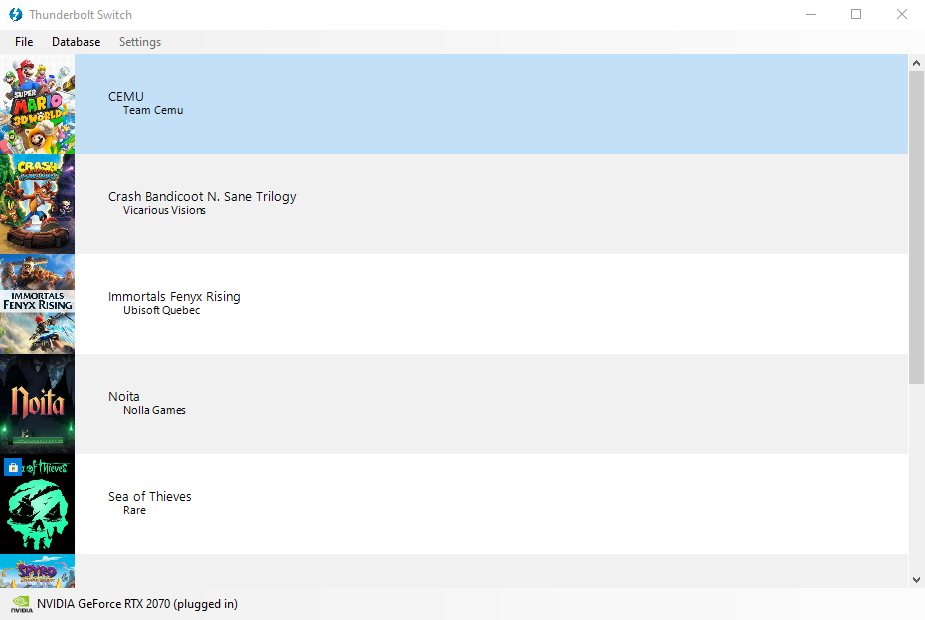 Thunderbolt Switch
File Database Settings
SUPER
MARIO
3D WORLD
CEMU
Team Cemu
CRASH
Crash Bandicoot N. Sane Trilogy
Vicarious Visions
IMMORTALS
FENYX RISING
Immortals Fenyx Rising
Ubisoft Quebec
Noita
Noita
Nolla Games
of Thieves
Sea of Thieves
Rare
SPYRO
NVIDIA
NVIDIA GeForce RTX 2070 (plugged in)